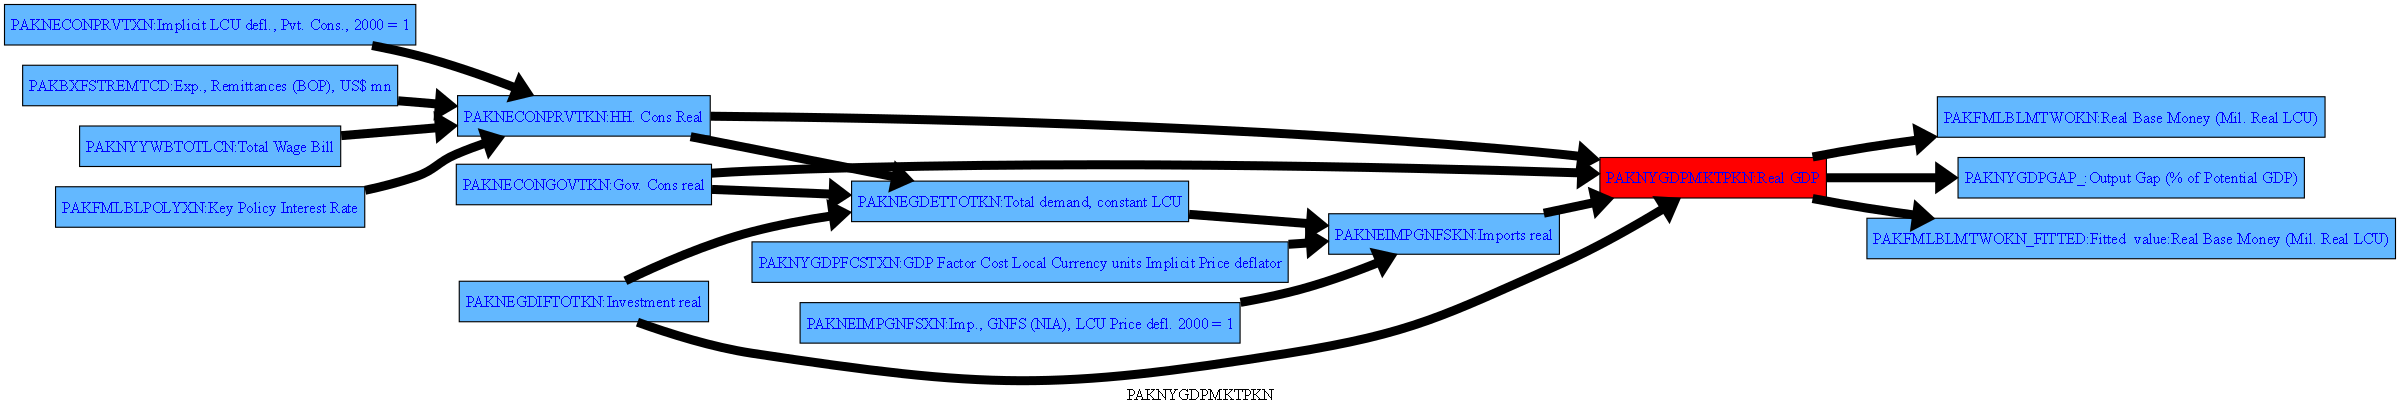 PAKNECONPRVTXN:Implicit LCU defl., Pvt. Cons., 2000 = 1
PAKBXFSTREMTCD:Exp., Remittances (BOP), US$ mn
PAKNYYWBTOTLCN:Total Wage Bill
PAKFMLBLPOLYXN:Key Policy Interest Rate
PAKNECONPRVTKN:HH. Cons Real
PAKNECONGOVTKN:Gov. Cons real
PAKNEGDIFTOTKN:Investment real
PAKNEGDETTOTKN:Total demand, constant LCU
PAKNYGDPFCSTXN:GDP Factor Cost Local Currency units Implicit Price deflator
PAKNEIMPGNFSXN:Imp., GNFS (NIA), LCU Price defl. 2000 = 1
PAKNEIMPGNFSKN:Imports real
PAKNYGDPMKTPKN:Real GDP
PAKFMLBLMTWOKN:Real Base Money (Mil. Real LCU)
PAKNYGDPGAP_:Output Gap (% of Potential GDP)
PAKFMLBLMTWOKN_FITTED:Fitted value:Real Base Money (Mil. Real LCU)
PAKNYGDPMKTPKN